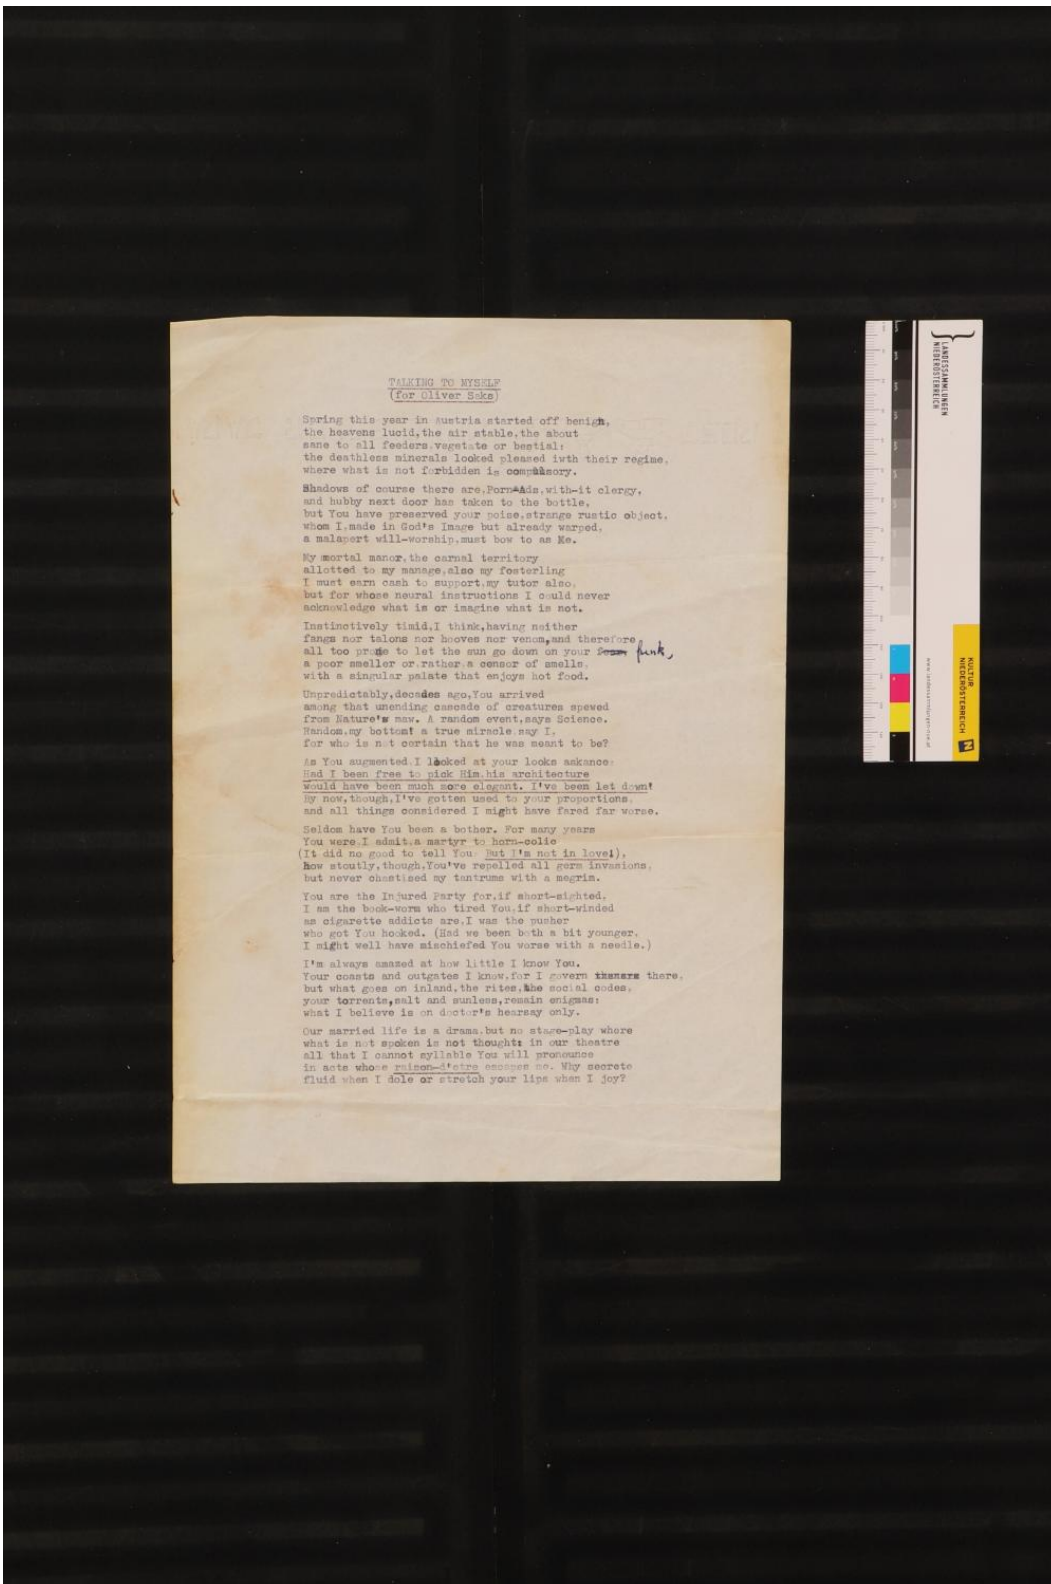 TALKING TO MYSELF
(for Oliver Saks)
Spring this year in Austria started off benign,
the heavens lucid,the air stable,the about
sane to all feeders,vegetate or bestial:
the deathless minerals looked pleased iwth their regime,
where what is not forbidden is compulsory.
Shadows of course there are,Porn-Ads,with-it clergy,
and hubby next door has taken to the bottle,
but You have preserved your poise,strange rustic object,
whom I,made in God's Image but already warped,
a malapert will-worship,must bow to as Me.
My mortal manor,the carnal territory
allotted to my manage,also my fosterling
I must earn cash to support,my tutor also,
but for whose neural instructions I could never
acknowledge what is or imagine what is not.
Instinctively timid,I think,having neither
fangs nor talons nor hooves nor venom,and therefore
all too prone to let the sun go down on your funk,
a poor smeller or,rather,a censor of smells,
with a singular palate that enjoys hot food.
Unpredictably,decades ago,You arrived
among that unending cascade of creatures spewed
from Nature's maw. A random event,says Science.
Random,my bottom! a true miracle,say I,
for who is not certain that he was meant to be?
As You augmented,I looked at your looks askance:
Had I been free to pick Him,his architecture
would have been much more elegant. I've been let down!
By now,though,I've gotten used to your proportions,
and all things considered I might have fared far worse.
Seldom have You been a bother. For many years
You were,I admit,a martyr to horn-colic
(It did no good to tell You: But I'm not in love!),
how stoutly,though,You've repelled all germ invasions,
but never chastised my tantrums with a megrim.
You are the Injured Party for,if short-sighted,
I am the book-worm who tired You,if short-winded
as cigarette addicts are,I was the pusher
who got You hooked. (Had we been both a bit younger,
I might well have mischiefed You worse with a needle.)
I'm always amazed at how little I know You.
Your coasts and outgates I know,for I govern there,
but what goes on inland,the rites,the social codes,
your torrents,salt and sunless,remain enigmas:
what I believe is on doctor's hearsay only.
Our married life is a drama,but no stage-play where
what is not spoken is not thought: in our theatre
all that I cannot syllable You will pronounce
in acts whose raison-d'etre escapes me. Why secrete
fluid when I dole or stretch your lips when I joy?
LANDESSAMMLUNGEN
NIEDERÖSTERREICH
KULTUR
NIEDERÖSTERREICH
N